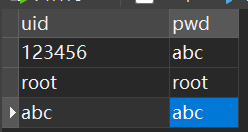 uid pwd
123456 abc
root root
abc abc